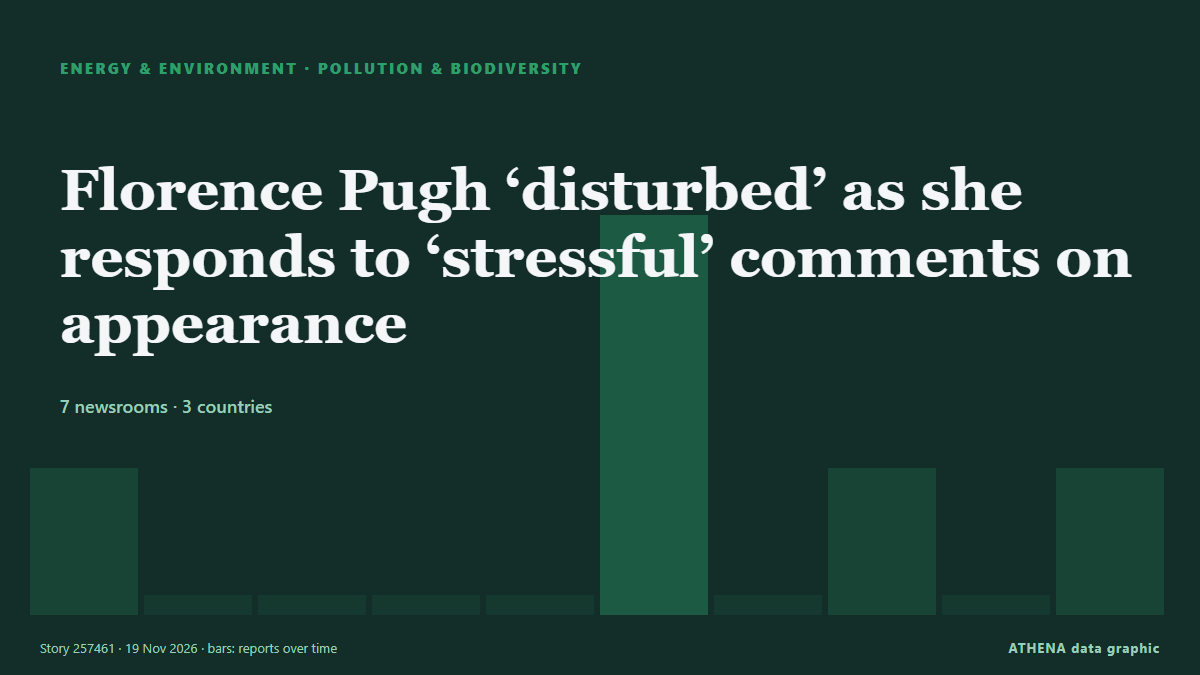 ENERGY & ENVIRONMENT · POLLUTION & BIODIVERSITY
Florence Pugh ‘disturbed’ as she
responds to ‘stressful’ comments on
appearance
7 newsrooms · 3 countries
Story 257461 · 19 Nov 2026 · bars: reports over time
ATHENA data graphic